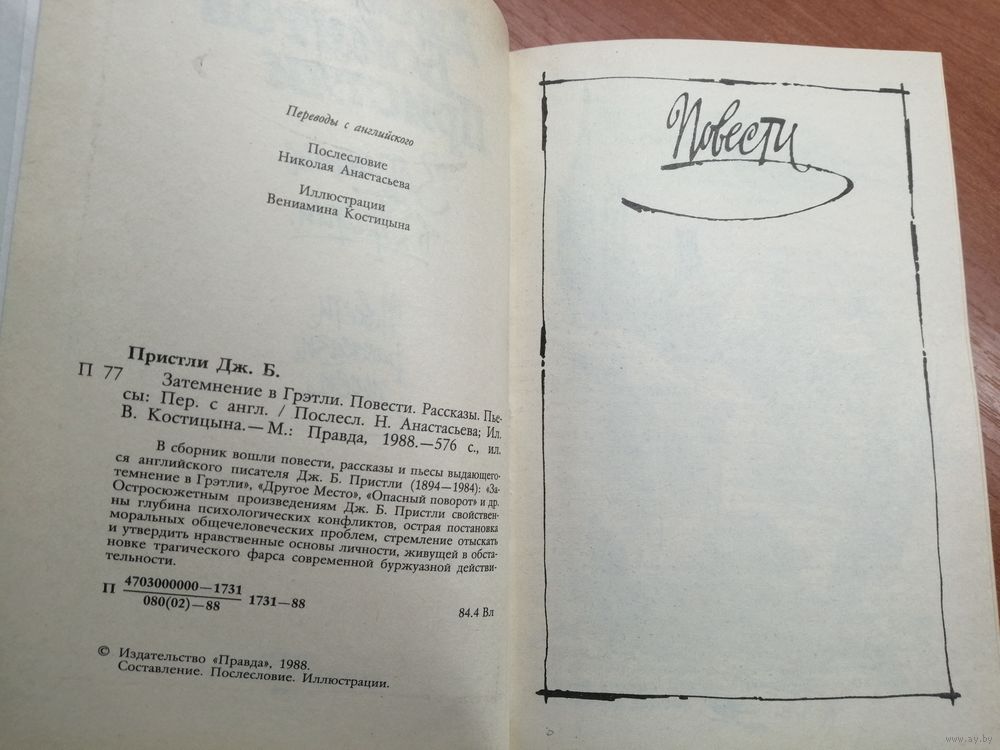 Переводы с английского
Послесловие
Николая Анастасьева
Иллюстрации
Вениамина Костицына
Пристли Дж. Б.
П 77
Затемнение в Грэтли. Повести. Рассказы. Пье-
сы: Пер. с англ. / Послесл. Н. Анастасьева; Ил.
В. Костицына.— М.: Правда, 1988.—576 с., ил.
В сборник вошли повести, рассказы и пьесы выдающего-
ся английского писателя Дж. Б. Пристли (1894—1984): «За-
темнение в Грэтли», «Другое Место», «Опасный поворот» и др.
Остросюжетным произведениям Дж. Б. Пристли свойствен-
ны глубина психологических конфликтов, острая постановка
моральных общечеловеческих проблем, стремление отыскать
и утвердить нравственные основы личности, живущей в обста-
новке трагического фарса современной буржуазной действи-
тельности.
П 4703000000—1731
080(02)—88 1731—88
84.4 Вл
© Издательство «Правда», 1988.
Составление. Послесловие. Иллюстрации.
Повести
www.ay.by